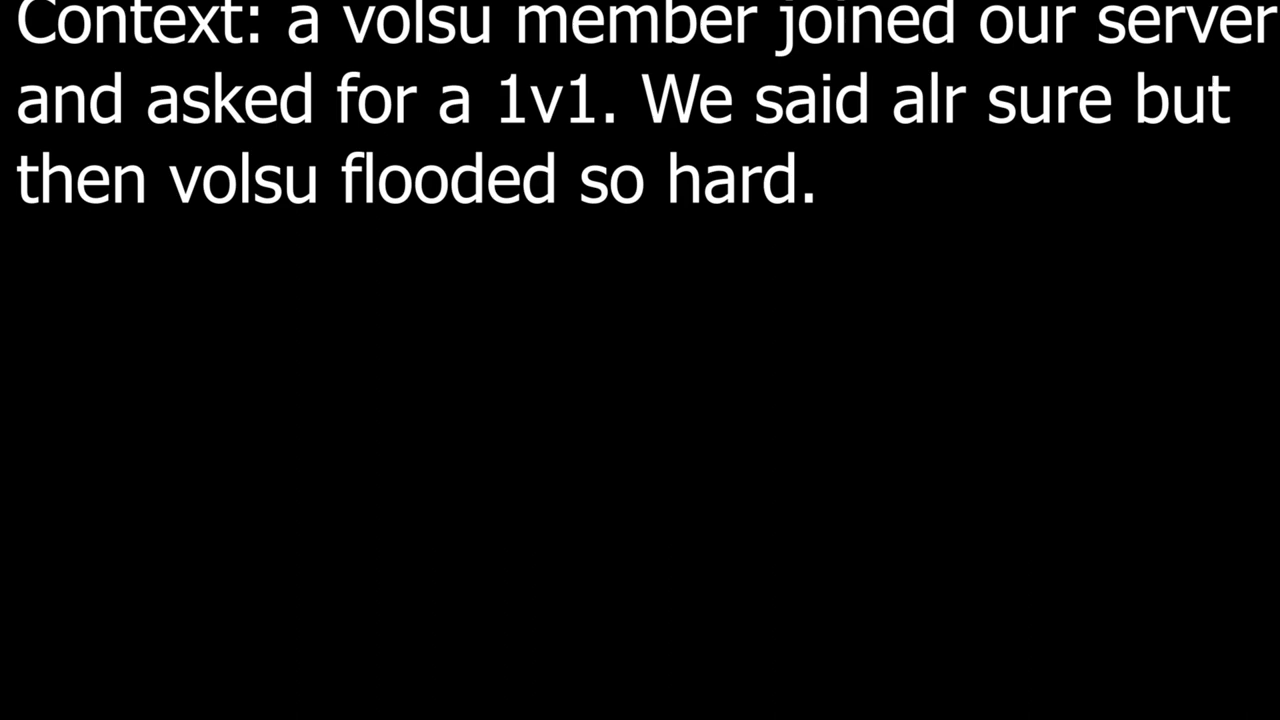 Context: a volsu member joined our server
and asked for a 1v1. We said alr sure but
then volsu flooded so hard.